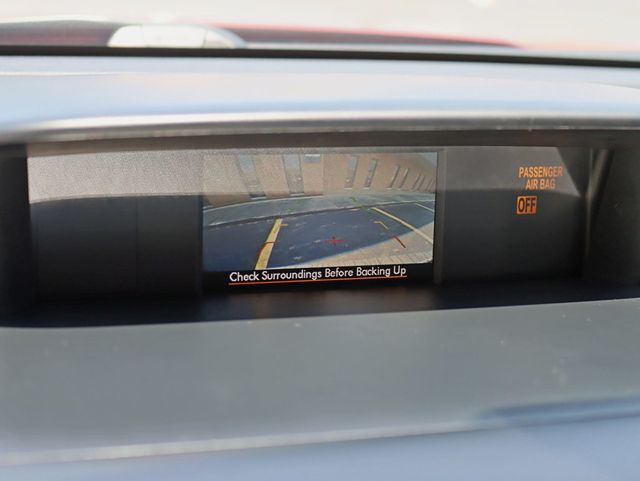 PASSENGER
AIR BAG
OFF
Check Surroundings Before Backing Up